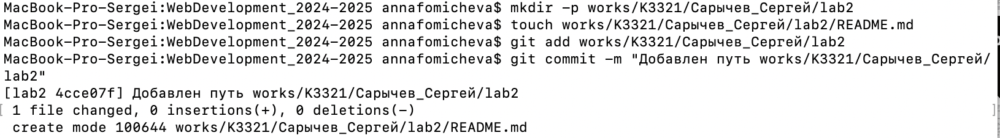 MacBook-Pro-Sergei:WebDevelopment_2024-2025 annafomicheva$ mkdir -p works/K3321/Сарычев_Сергей/lab2
MacBook-Pro-Sergei:WebDevelopment_2024-2025 annafomicheva$ touch works/K3321/Сарычев_Сергей/lab2/README.md
MacBook-Pro-Sergei:WebDevelopment_2024-2025 annafomicheva$ git add works/K3321/Сарычев_Сергей/lab2
MacBook-Pro-Sergei:WebDevelopment_2024-2025 annafomicheva$ git commit -m "Добавлен путь works/K3321/Сарычев_Сергей/
lab2"
[lab2 4cce07f] Добавлен путь works/K3321/Сарычев_Сергей/lab2
[ 1 file changed, 0 insertions(+), 0 deletions(-) ]
create mode 100644 works/K3321/Сарычев_Сергей/lab2/README.md